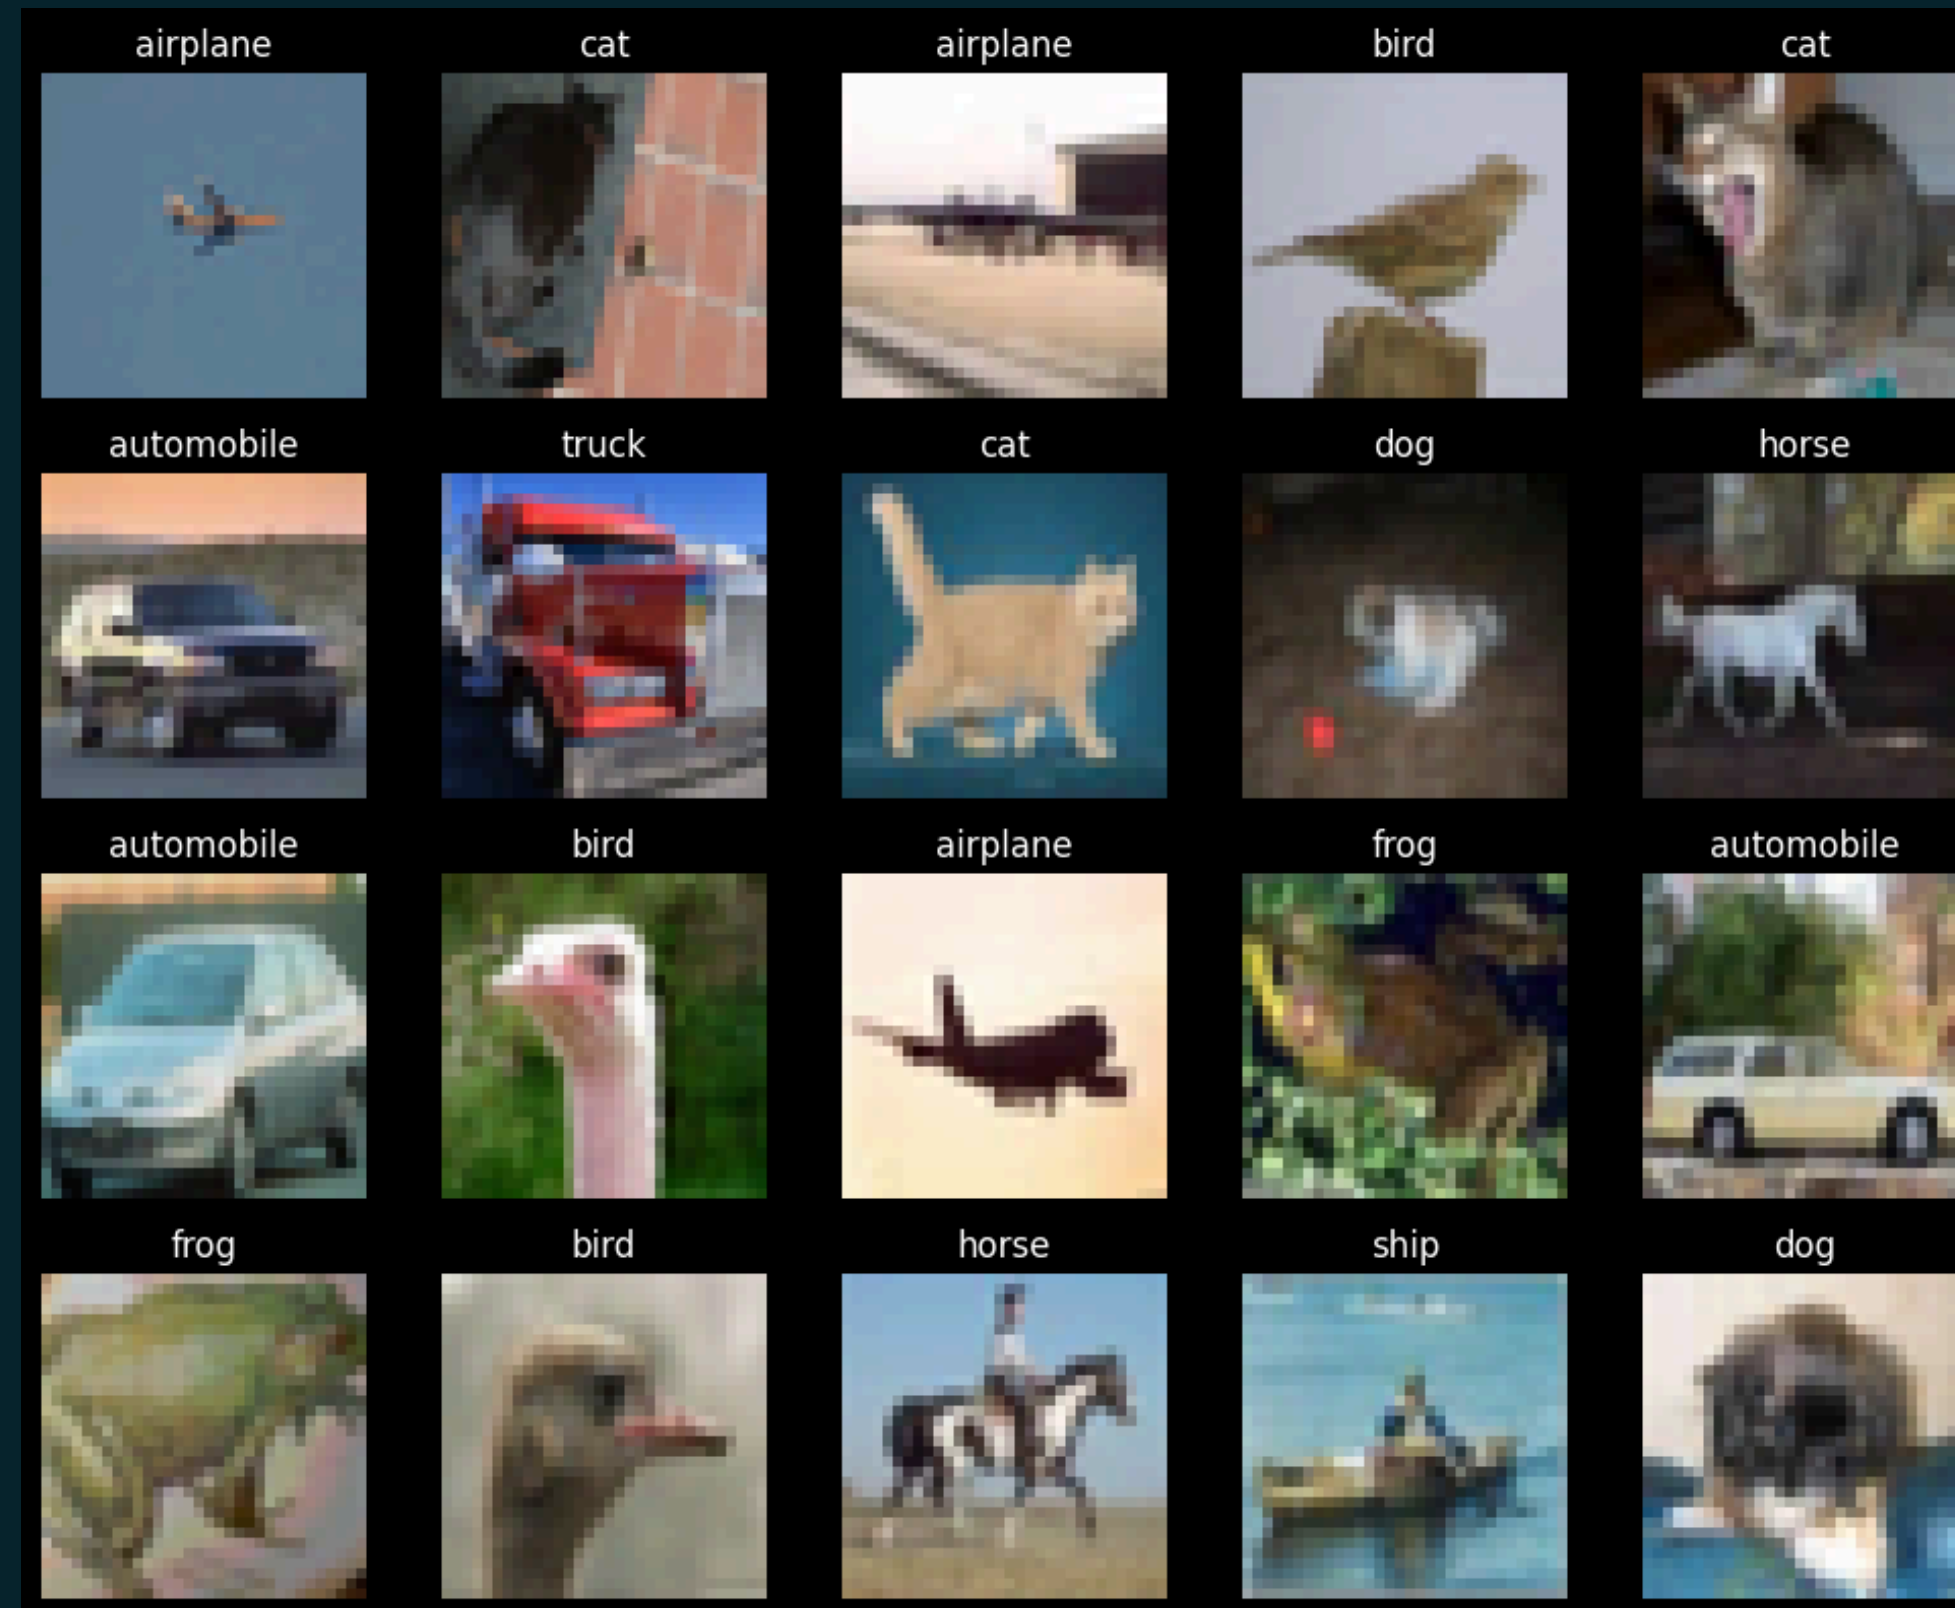 airplane cat airplane bird cat
automobile truck cat dog horse
automobile bird airplane frog automobile
frog bird horse ship dog